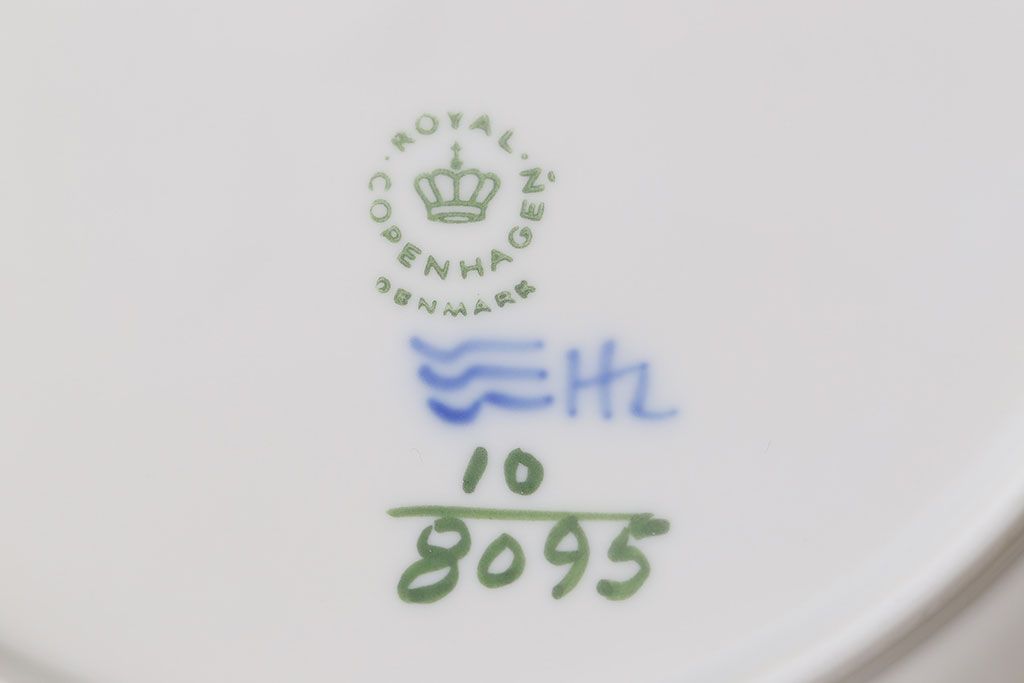 ROYAL
COPENHAGEN
DENMARK
HL
10
8095